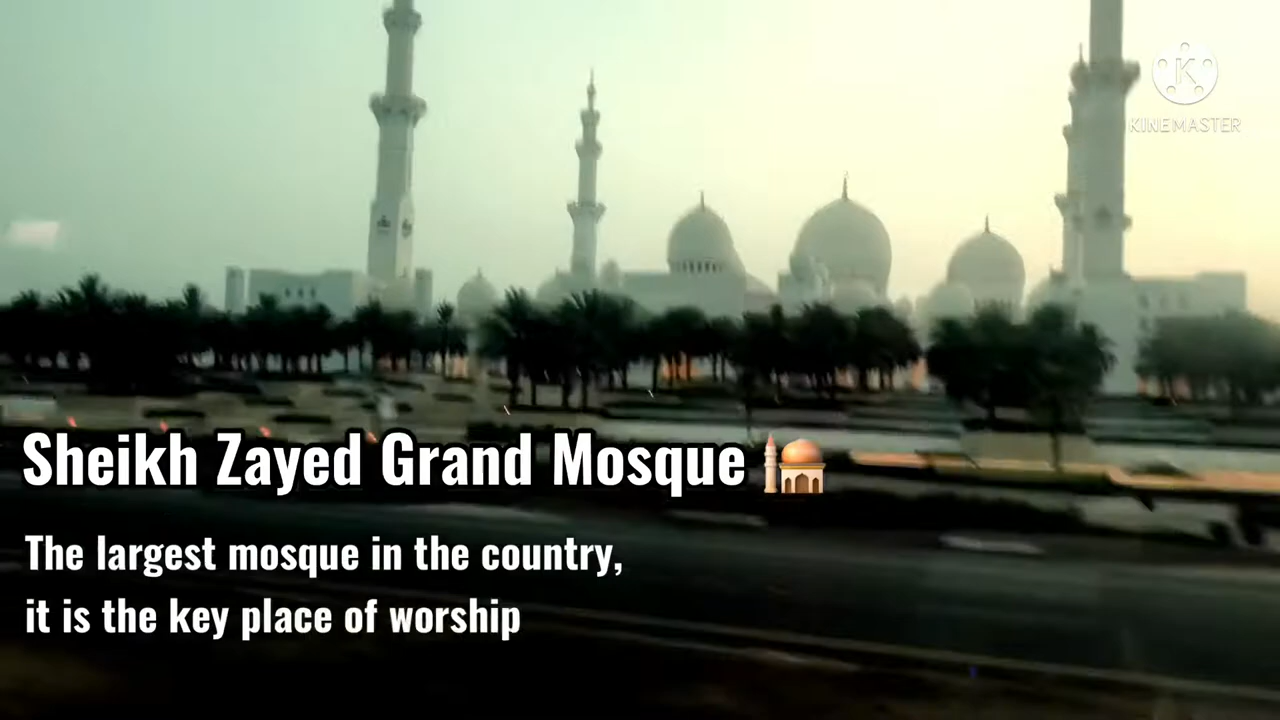 K
KINEMASTER
Sheikh Zayed Grand Mosque 🕌
The largest mosque in the country,
it is the key place of worship